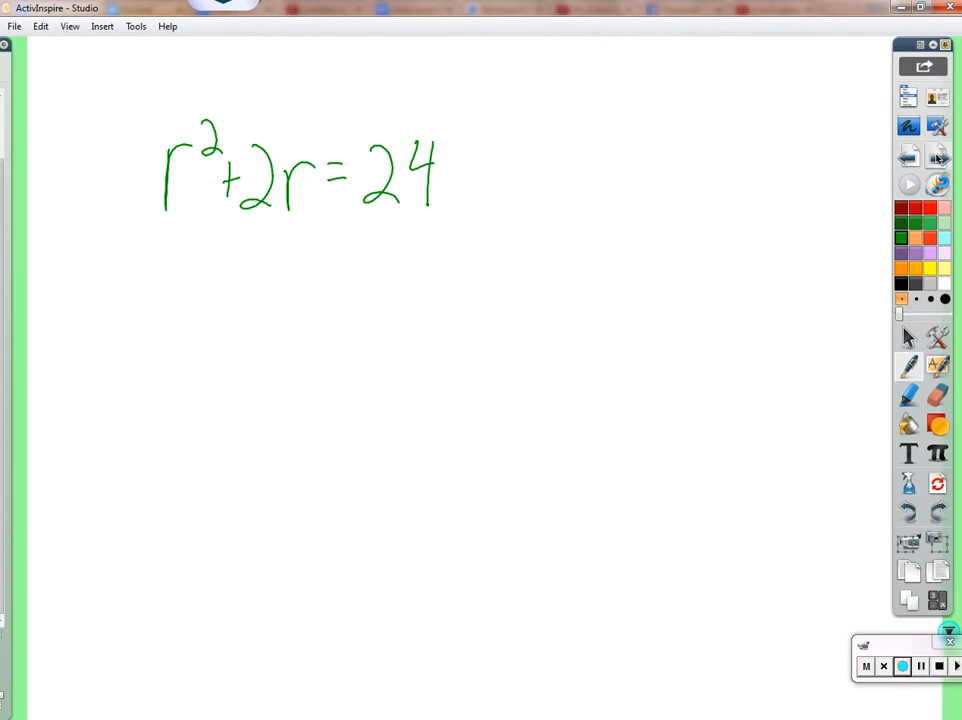 ActivInspire - Studio
File Edit View Insert Tools Help
r²+2r=24